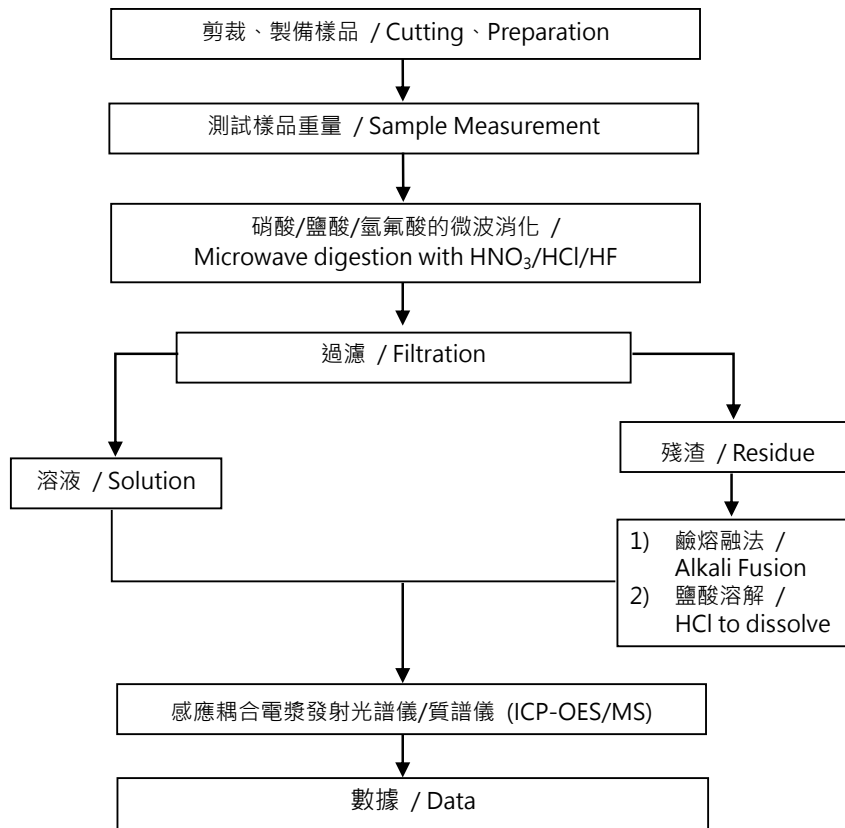 剪裁、製備樣品 / Cutting、Preparation
測試樣品重量 / Sample Measurement
硝酸/鹽酸/氫氟酸的微波消化 /
Microwave digestion with HNO₃/HCl/HF
過濾 / Filtration
溶液 / Solution
殘渣 / Residue
1) 鹼熔融法 /
Alkali Fusion
2) 鹽酸溶解 /
HCl to dissolve
感應耦合電漿發射光譜儀/質譜儀 (ICP-OES/MS)
數據 / Data